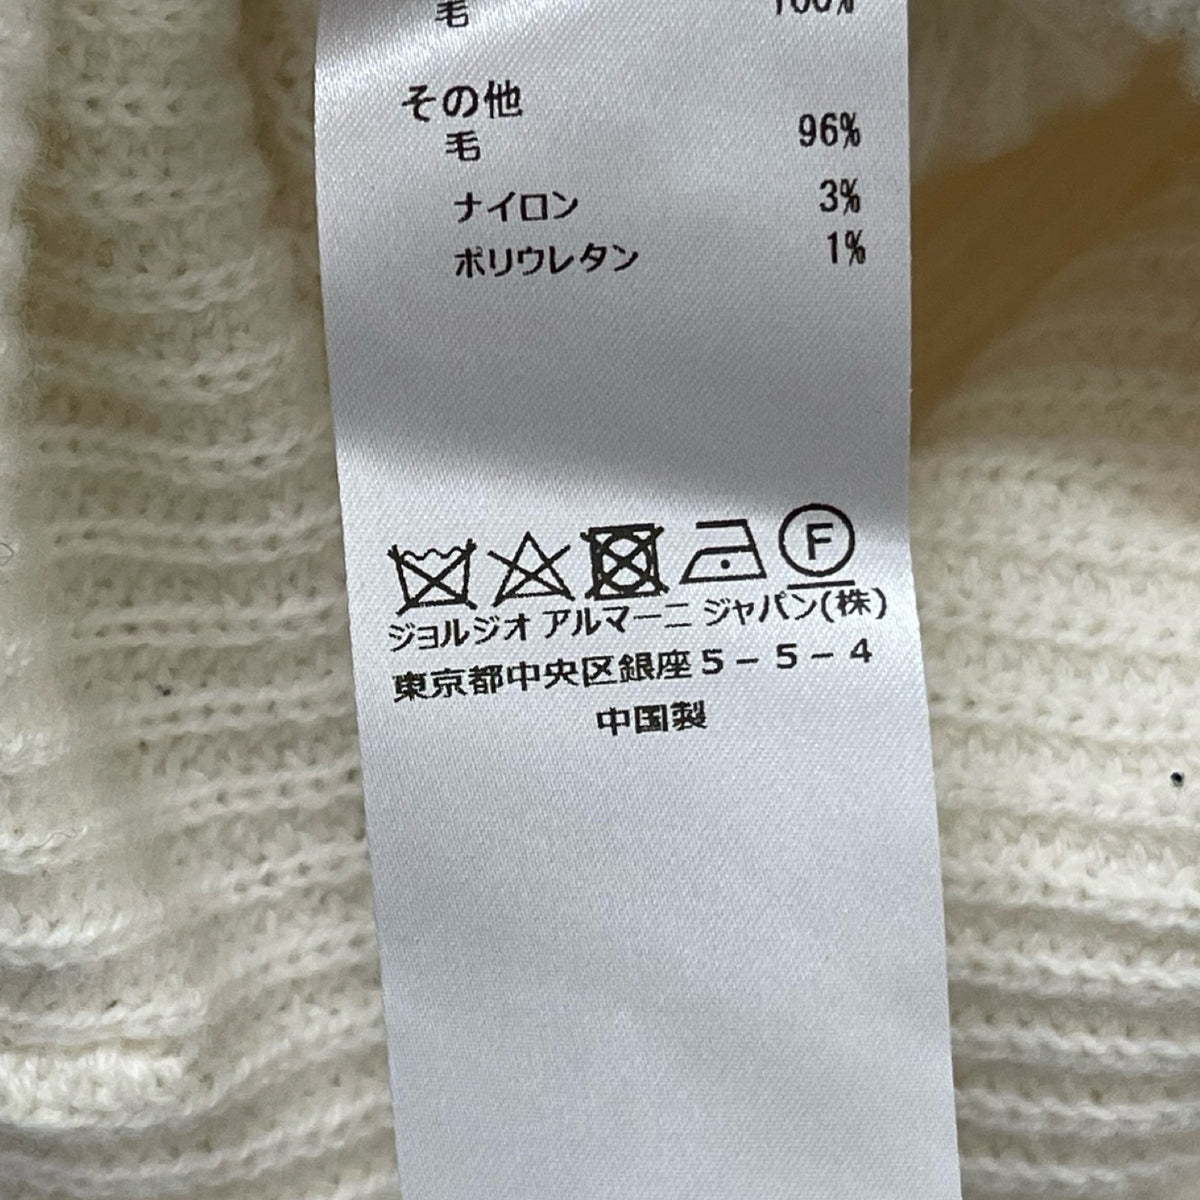 毛 100%
その他
毛 96%
ナイロン 3%
ポリウレタン 1%
F
ジョルジオ アルマーニ ジャパン(株)
東京都中央区銀座5-5-4
中国製